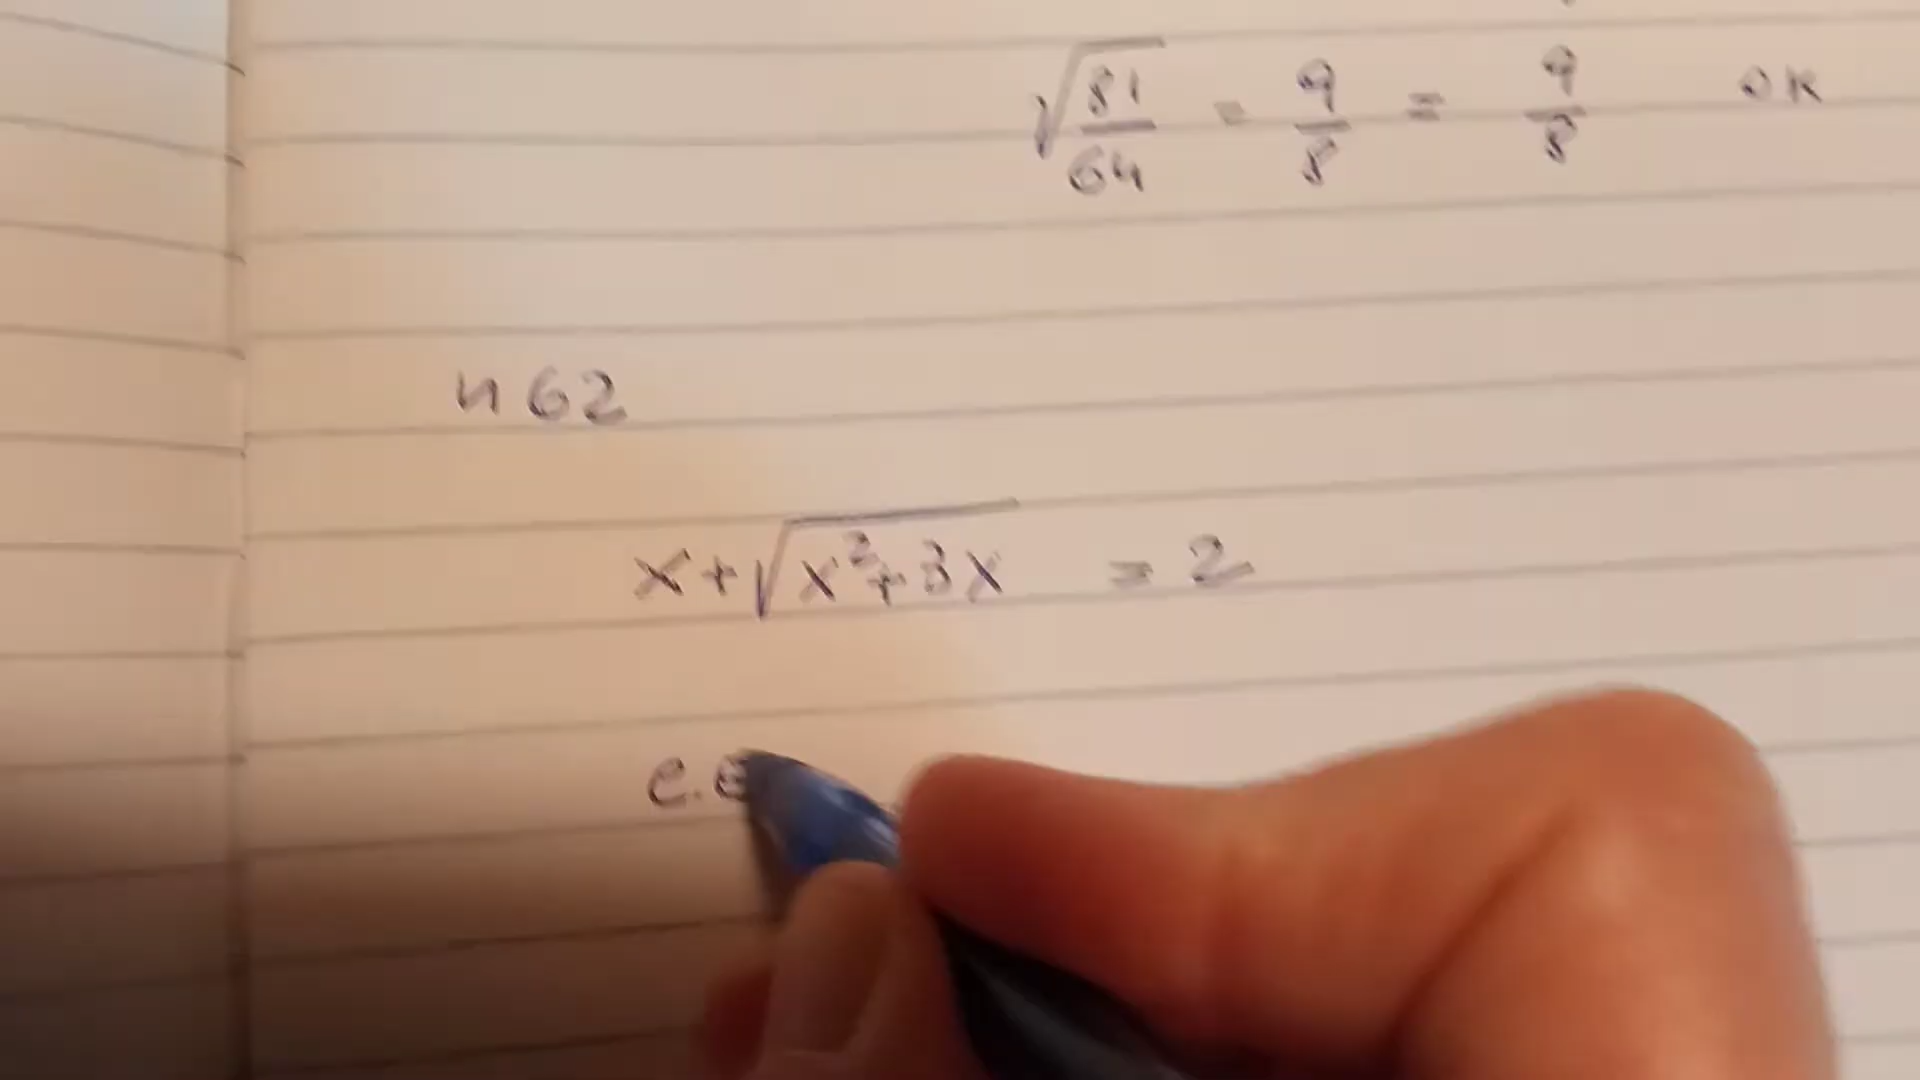 √81/64 = 9/8 = 9/8 OK
n 62
x+√x²+3x = 2
c.e